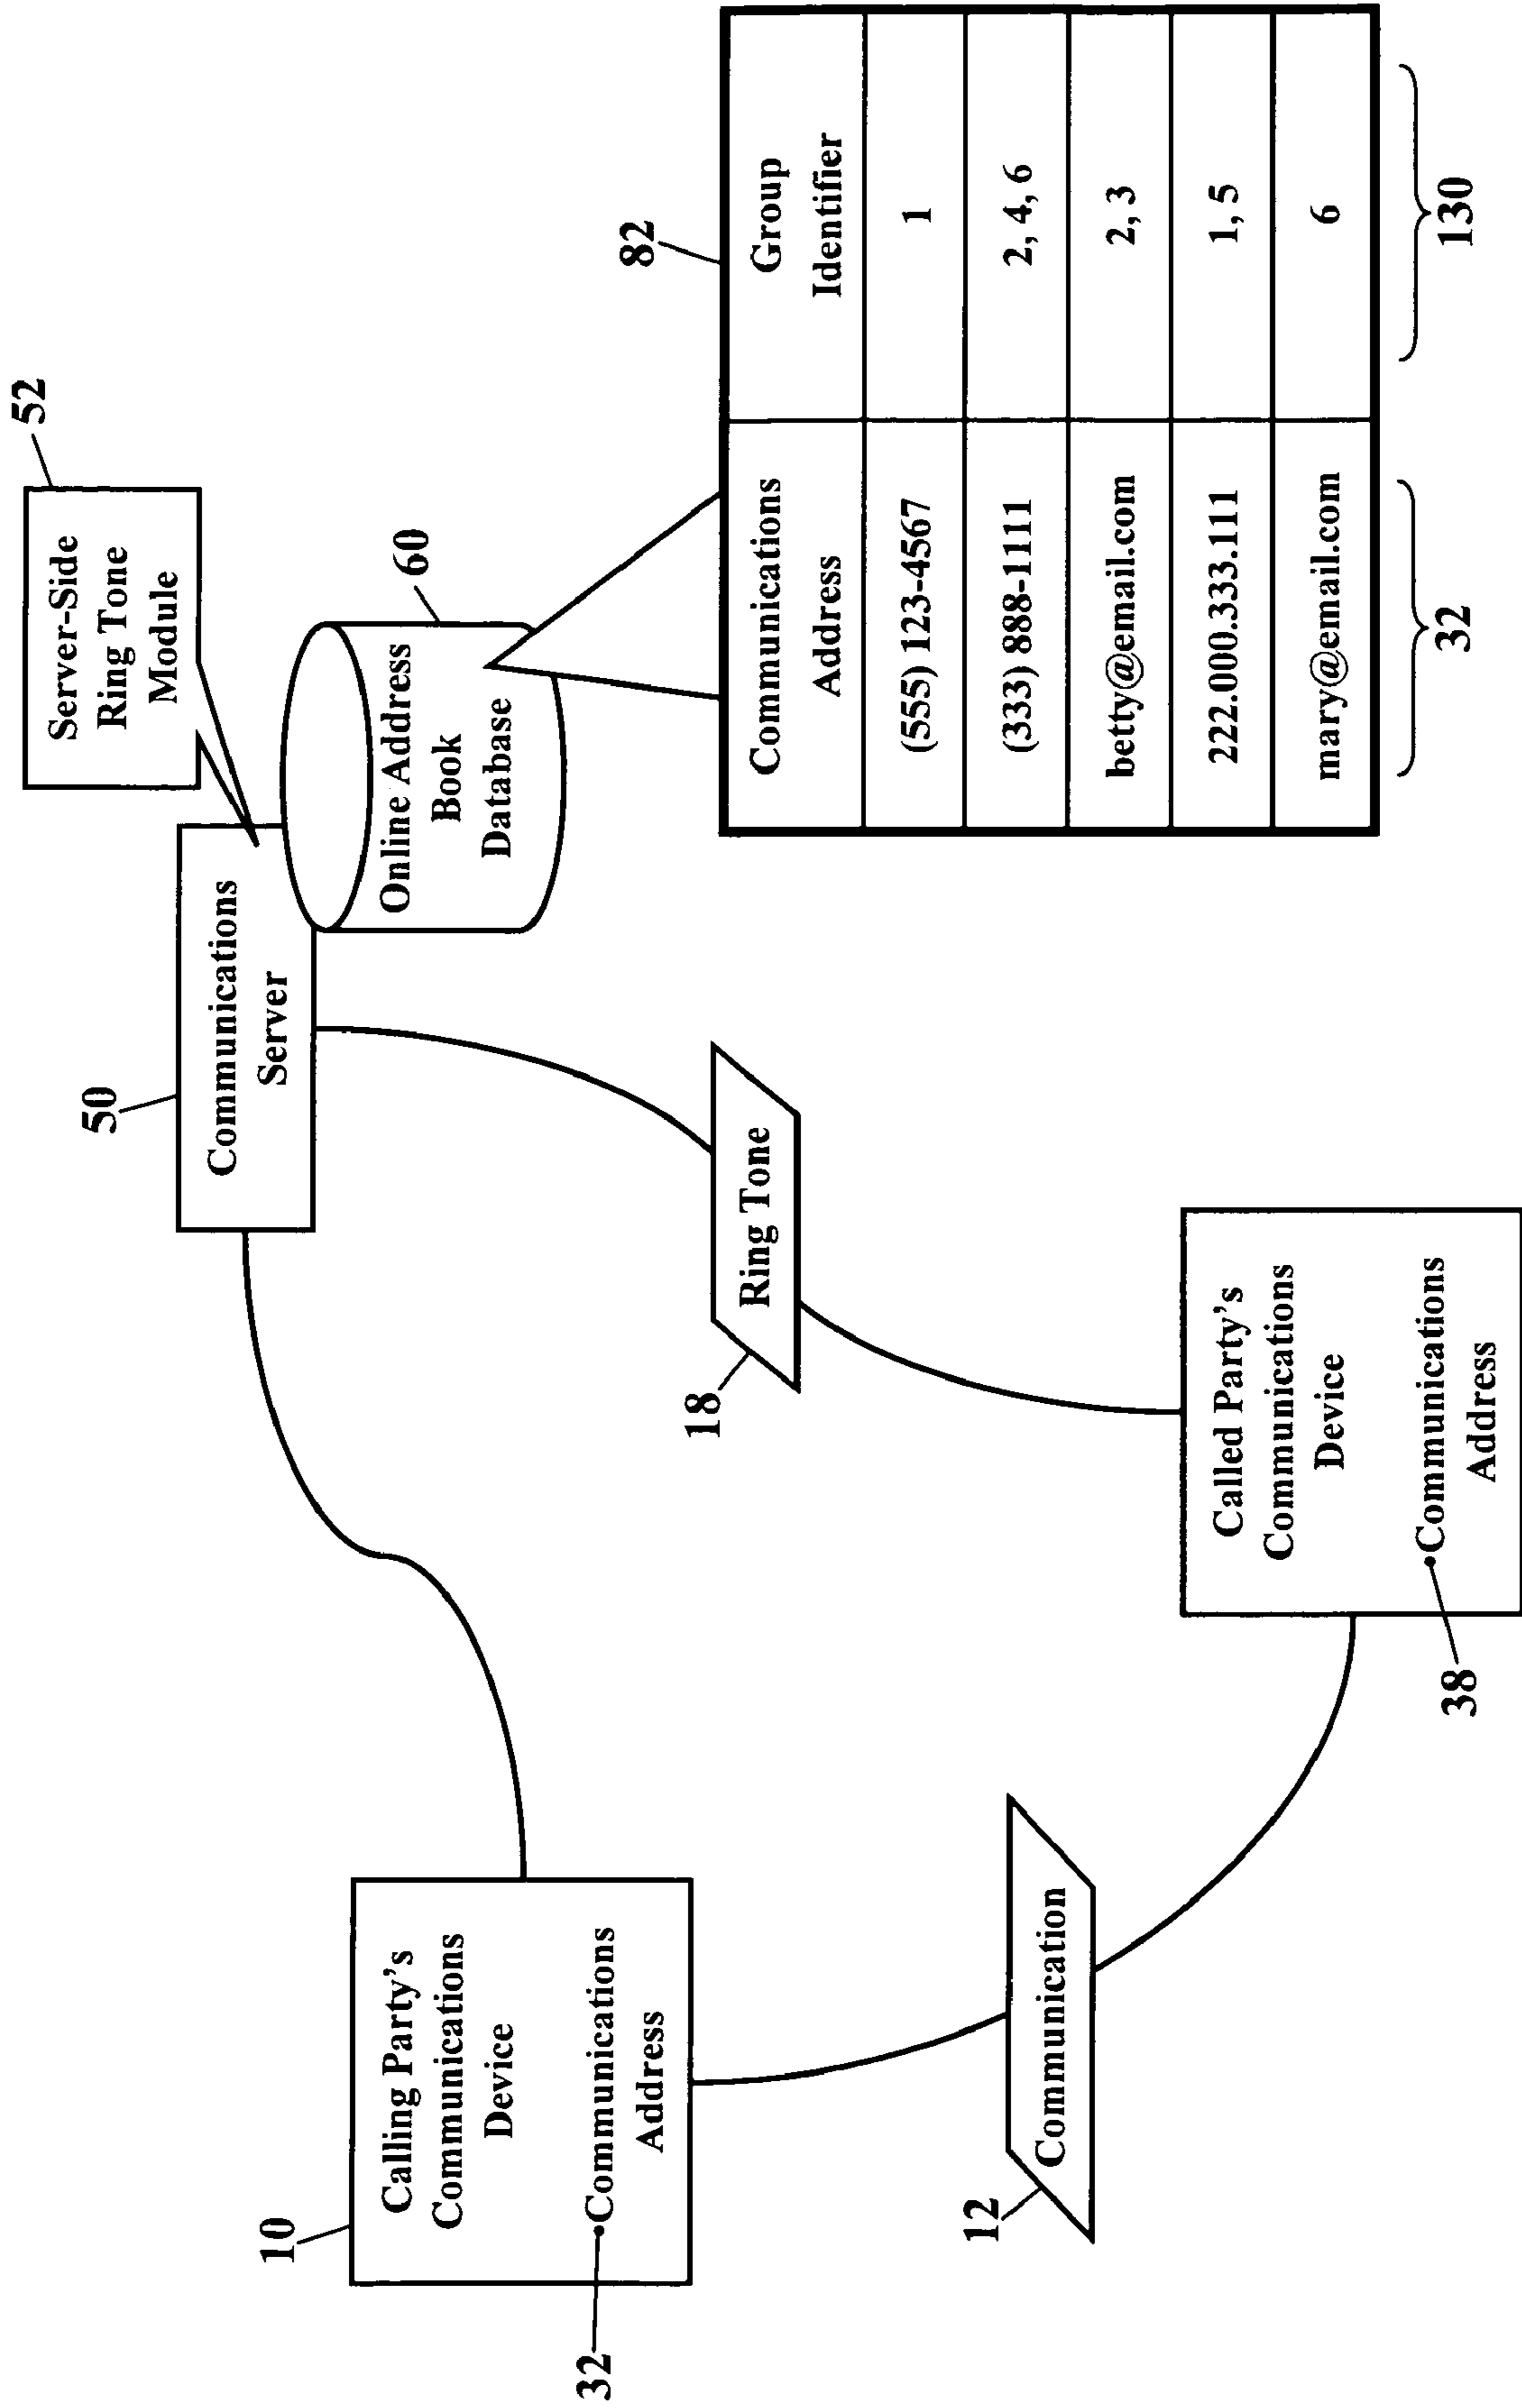 52
Server-Side
Ring Tone
Module
50
Communications
Server
60
Online Address
Book
Database
10
Calling Party's
Communications
Device
32
•Communications
Address
18
Ring Tone
82
Communications
Address
Group
Identifier
(555) 123-4567
1
(333) 888-1111
2, 4, 6
betty@email.com
2, 3
222.000.333.111
1, 5
mary@email.com
6
32
130
12
Communication
Called Party's
Communications
Device
38
•Communications
Address